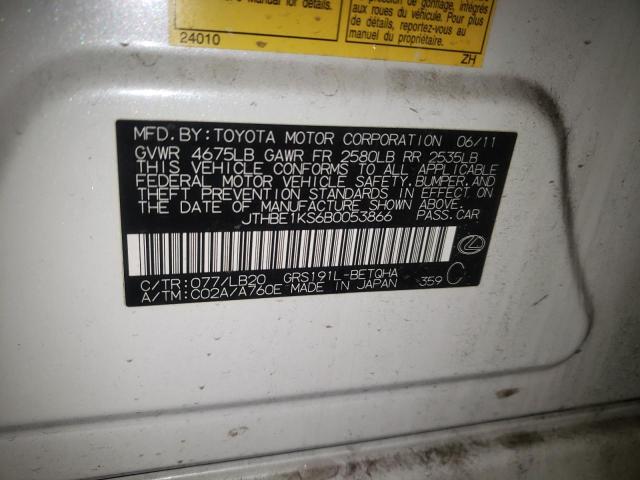 er Manual for details.
24010
pression de gonflage, intégrés
aux roues du véhicule. Pour plus
de détails, reportez-vous au
manuel du propriétaire.
ZH
MFD. BY: TOYOTA MOTOR CORPORATION 06/11
GVWR 4675LB GAWR FR 2580LB RR 2535LB
THIS VEHICLE CONFORMS TO ALL APPLICABLE
FEDERAL MOTOR VEHICLE SAFETY, BUMPER, AND
THEFT PREVENTION STANDARDS IN EFFECT ON
THE DATE OF MANUFACTURE SHOWN ABOVE.
JTHBE1KS6B0053866 PASS. CAR
C/TR: 077/LB20 GRS191L-BETQHA
A/TM: C02A/A760E MADE IN JAPAN 359 C